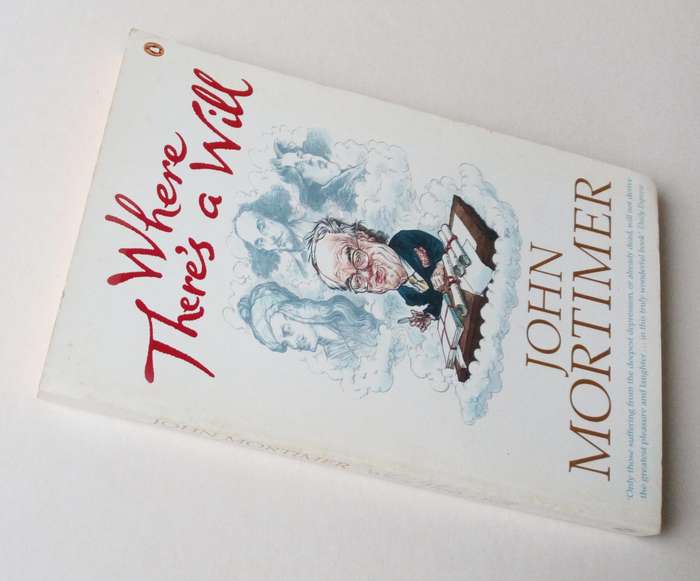 Where
There's a Will
JOHN
MORTIMER
'Only those suffering from the deepest depression, or already dead, will not derive
the greatest pleasure and laughter ... in this truly wonderful book' Daily Express
JOHN MORTIMER